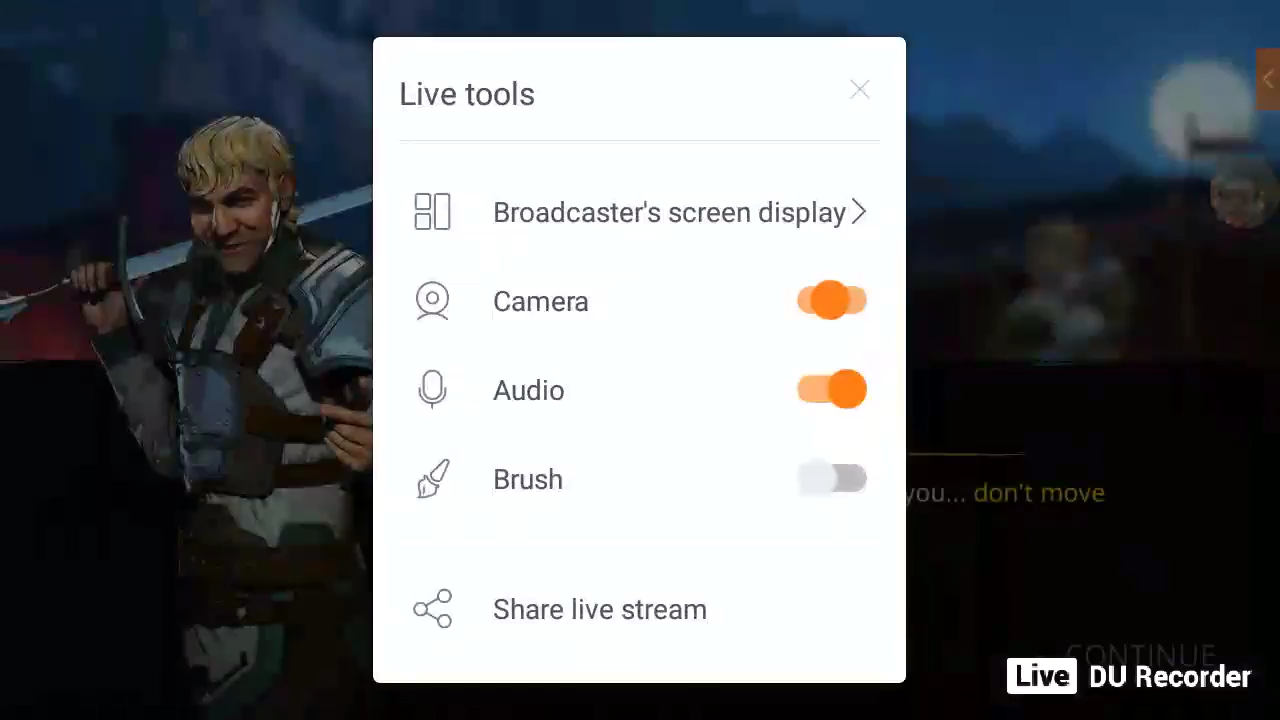 Live tools
Broadcaster's screen display
Camera
Audio
Brush
you... don't move
Share live stream
CONTINUE
Live DU Recorder